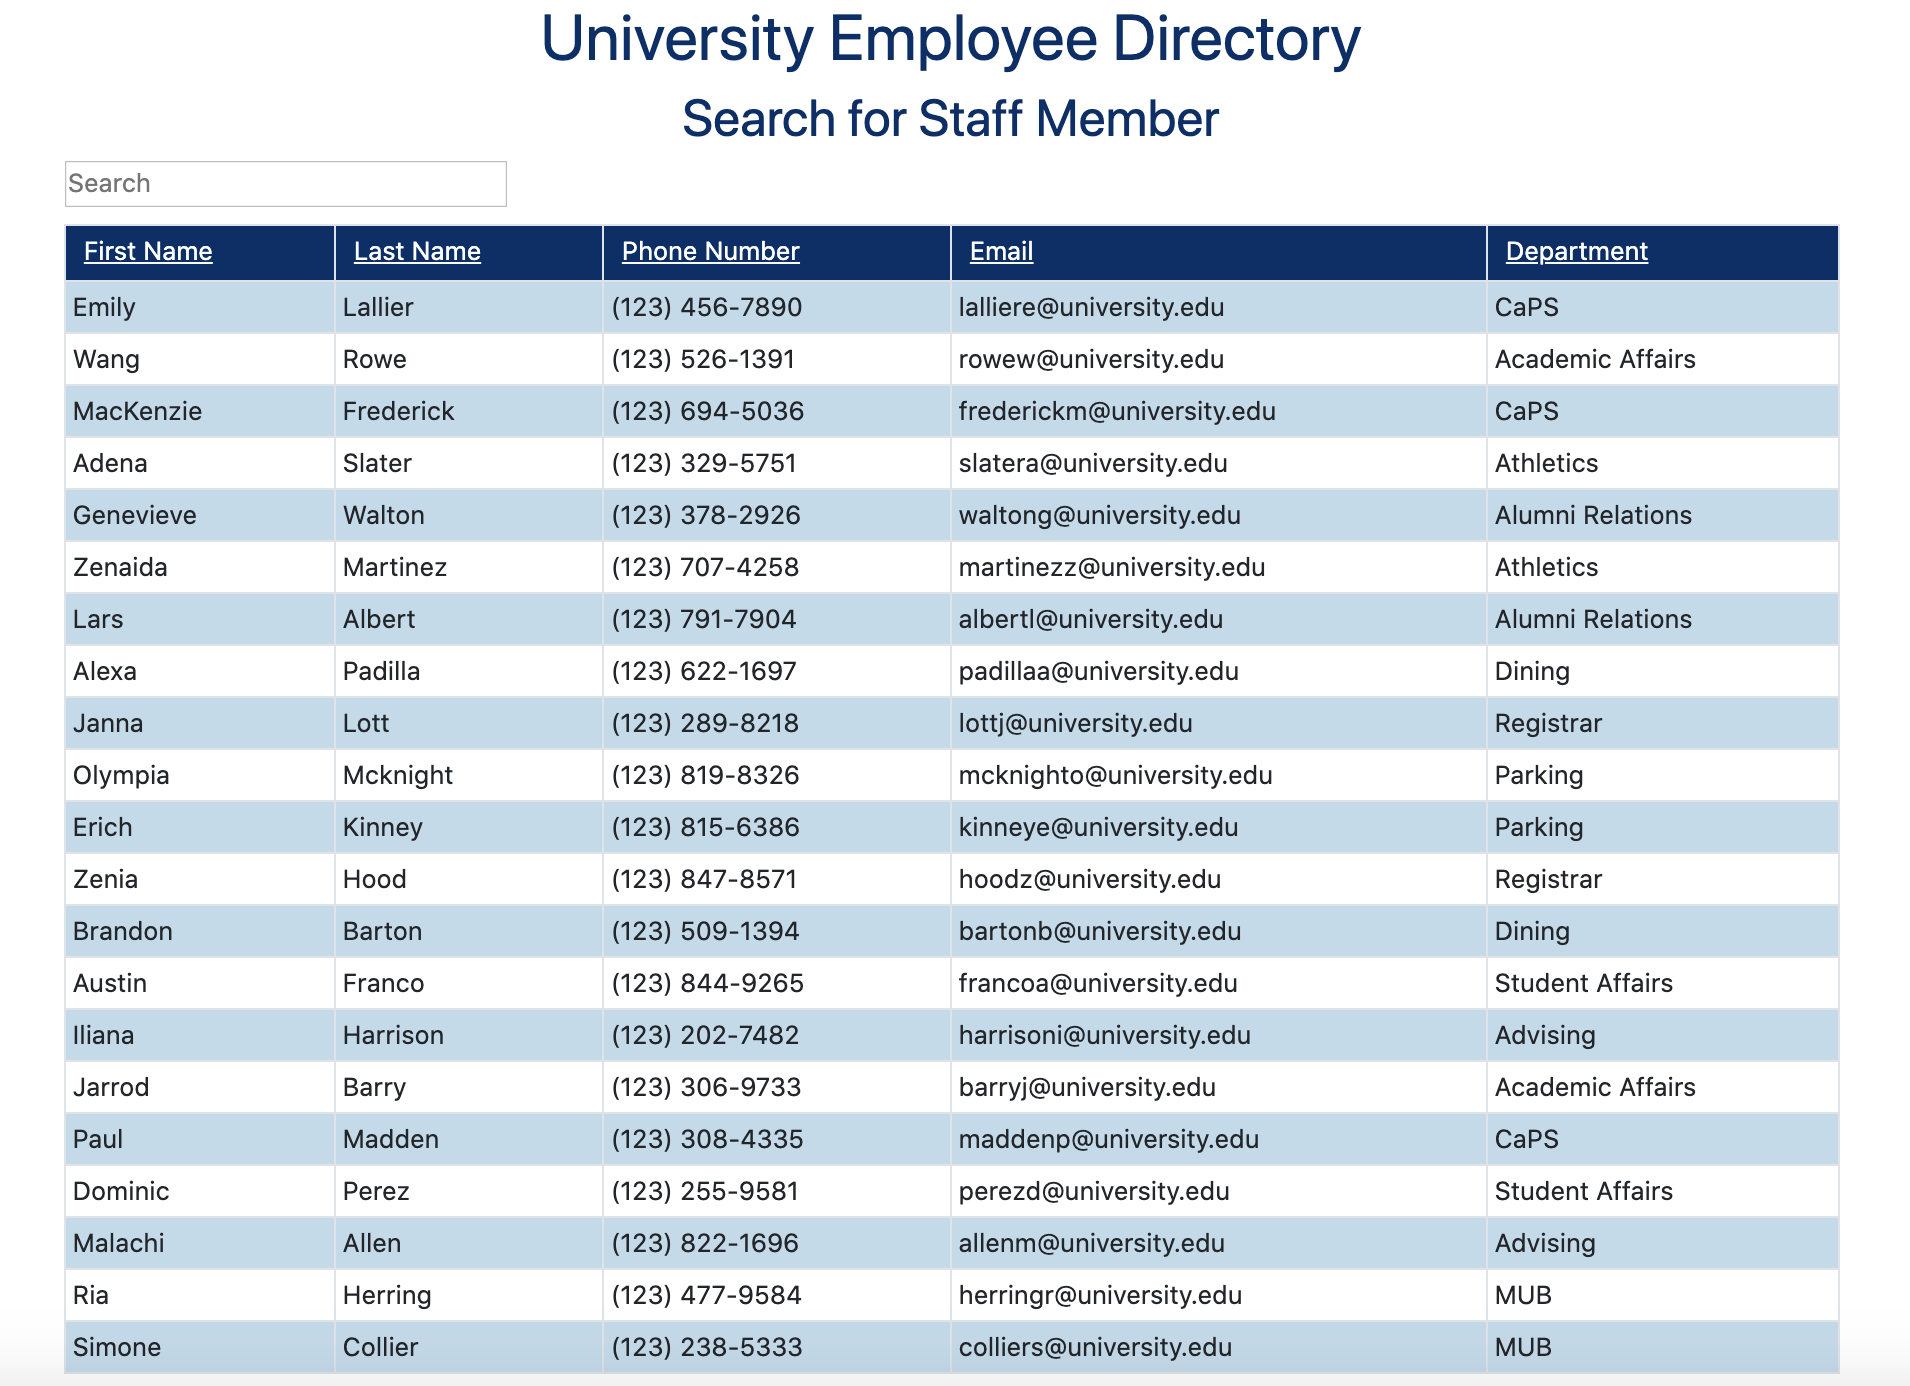 University Employee Directory
Search for Staff Member
Search
First Name Last Name Phone Number Email Department
Emily Lallier (123) 456-7890 lalliere@university.edu CaPS
Wang Rowe (123) 526-1391 rowew@university.edu Academic Affairs
MacKenzie Frederick (123) 694-5036 frederickm@university.edu CaPS
Adena Slater (123) 329-5751 slatera@university.edu Athletics
Genevieve Walton (123) 378-2926 waltong@university.edu Alumni Relations
Zenaida Martinez (123) 707-4258 martinezz@university.edu Athletics
Lars Albert (123) 791-7904 albertl@university.edu Alumni Relations
Alexa Padilla (123) 622-1697 padillaa@university.edu Dining
Janna Lott (123) 289-8218 lottj@university.edu Registrar
Olympia Mcknight (123) 819-8326 mcknighto@university.edu Parking
Erich Kinney (123) 815-6386 kinneye@university.edu Parking
Zenia Hood (123) 847-8571 hoodz@university.edu Registrar
Brandon Barton (123) 509-1394 bartonb@university.edu Dining
Austin Franco (123) 844-9265 francoa@university.edu Student Affairs
Iliana Harrison (123) 202-7482 harrisoni@university.edu Advising
Jarrod Barry (123) 306-9733 barryj@university.edu Academic Affairs
Paul Madden (123) 308-4335 maddenp@university.edu CaPS
Dominic Perez (123) 255-9581 perezd@university.edu Student Affairs
Malachi Allen (123) 822-1696 allenm@university.edu Advising
Ria Herring (123) 477-9584 herringr@university.edu MUB
Simone Collier (123) 238-5333 colliers@university.edu MUB